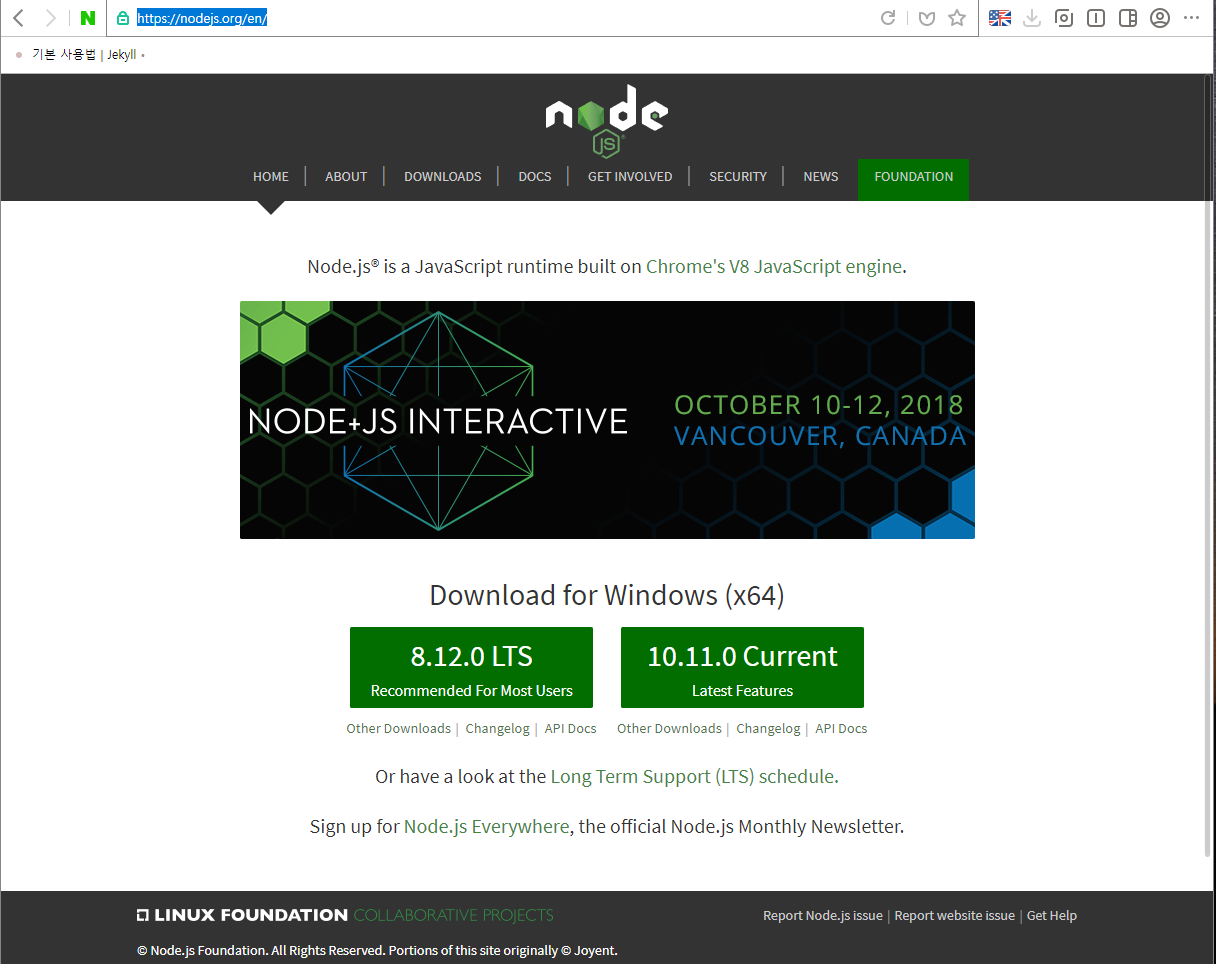 N https://nodejs.org/en/
기본 사용법 | Jekyll
node
JS
HOME
ABOUT
DOWNLOADS
DOCS
GET INVOLVED
SECURITY
NEWS
FOUNDATION
Node.js® is a JavaScript runtime built on Chrome's V8 JavaScript engine.
NODE+JS INTERACTIVE
OCTOBER 10-12, 2018
VANCOUVER, CANADA
Download for Windows (x64)
8.12.0 LTS
Recommended For Most Users
10.11.0 Current
Latest Features
Other Downloads | Changelog | API Docs
Other Downloads | Changelog | API Docs
Or have a look at the Long Term Support (LTS) schedule.
Sign up for Node.js Everywhere, the official Node.js Monthly Newsletter.
LINUX FOUNDATION COLLABORATIVE PROJECTS
Report Node.js issue | Report website issue | Get Help
© Node.js Foundation. All Rights Reserved. Portions of this site originally © Joyent.